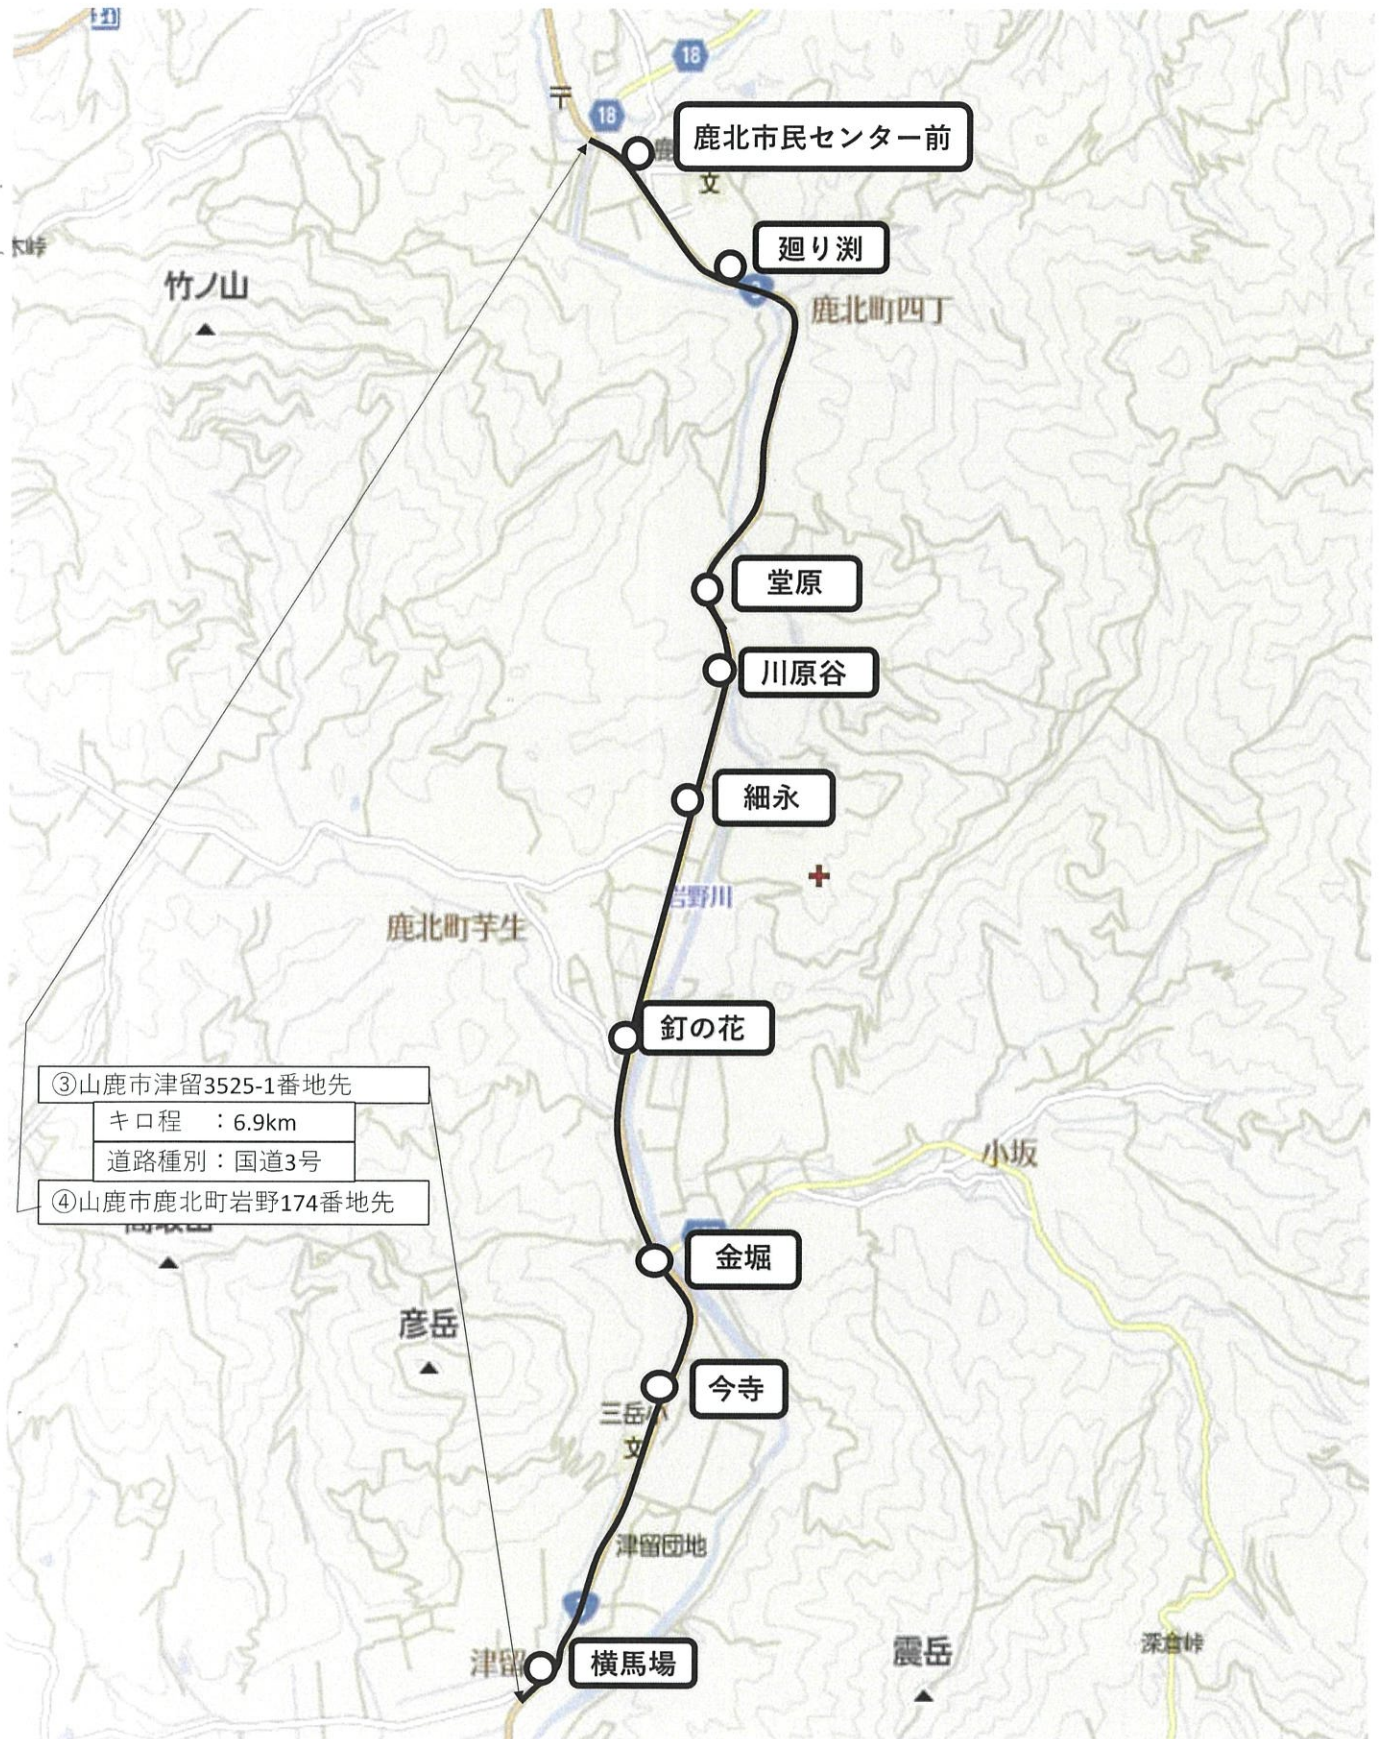 18
〒
18
鹿北市民センター前
鹿
文
木峠
廻り渕
竹ノ山
鹿北町四丁
堂原
川原谷
細永
岩野川
鹿北町芋生
釘の花
③山鹿市津留3525-1番地先
キロ程　：6.9km
道路種別：国道3号
④山鹿市鹿北町岩野174番地先
小坂
金堀
彦岳
今寺
三岳小
文
津留団地
津留
横馬場
震岳
深倉峠